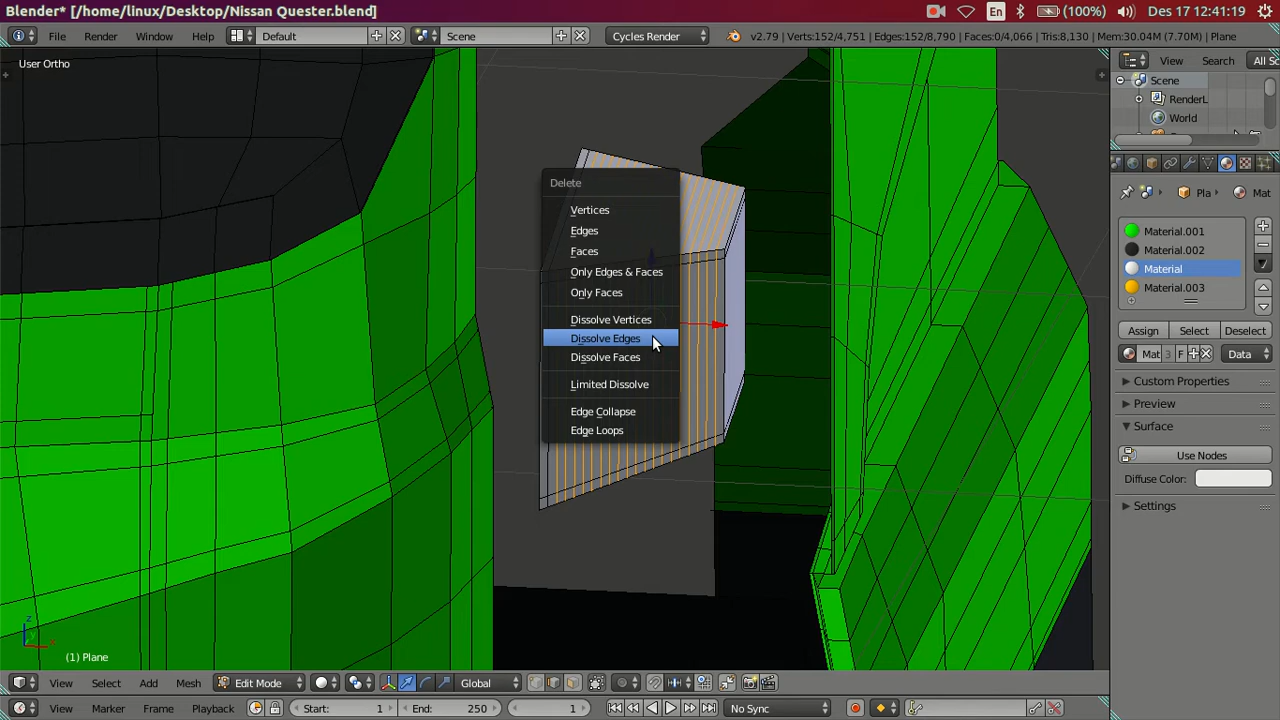 Blender* [/home/linux/Desktop/Nissan Quester.blend]
En
(100%)
Des 17 12:41:19
File Render Window Help
Default
Scene
Cycles Render
v2.79 | Verts:152/4,751 | Edges:152/8,790 | Faces:0/4,066 | Tris:8,130 | Mem:30.04M (7.70M) | Plane
User Ortho
Delete
Vertices
Edges
Faces
Only Edges & Faces
Only Faces
Dissolve Vertices
Dissolve Edges
Dissolve Faces
Limited Dissolve
Edge Collapse
Edge Loops
z
y
x
(1) Plane
View Select Add Mesh
Edit Mode
Global
View Marker Frame Playback
Start: 1
End: 250
1
No Sync
View Search All Sc
Scene
RenderL
World
Pla
Mat
Material.001
Material.002
Material
Material.003
Assign Select Deselect
Mat 3 F
Data
Custom Properties
Preview
Surface
Use Nodes
Diffuse Color:
Settings